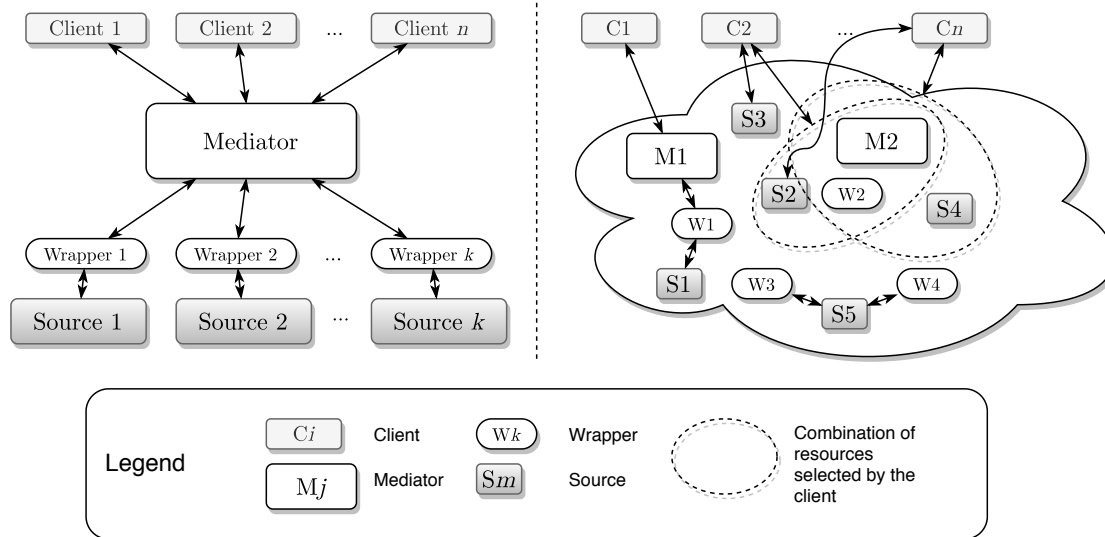 Client 1
Client 2
...
Client n
Mediator
Wrapper 1
Wrapper 2
...
Wrapper k
Source 1
Source 2
...
Source k
C1
C2
...
Cn
S3
M1
M2
S2
W2
S4
W1
S1
W3
W4
S5
Legend
Ci
Client
Wk
Wrapper
Mj
Mediator
Sm
Source
Combination of
resources
selected by the
client